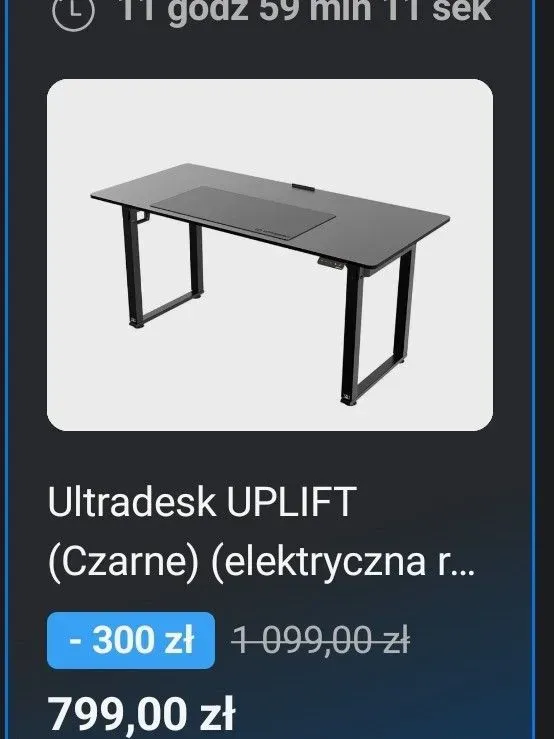 11 godz 59 min 11 sek
Ultradesk UPLIFT
(Czarne) (elektryczna r...
- 300 zł 1 099,00 zł
799,00 zł